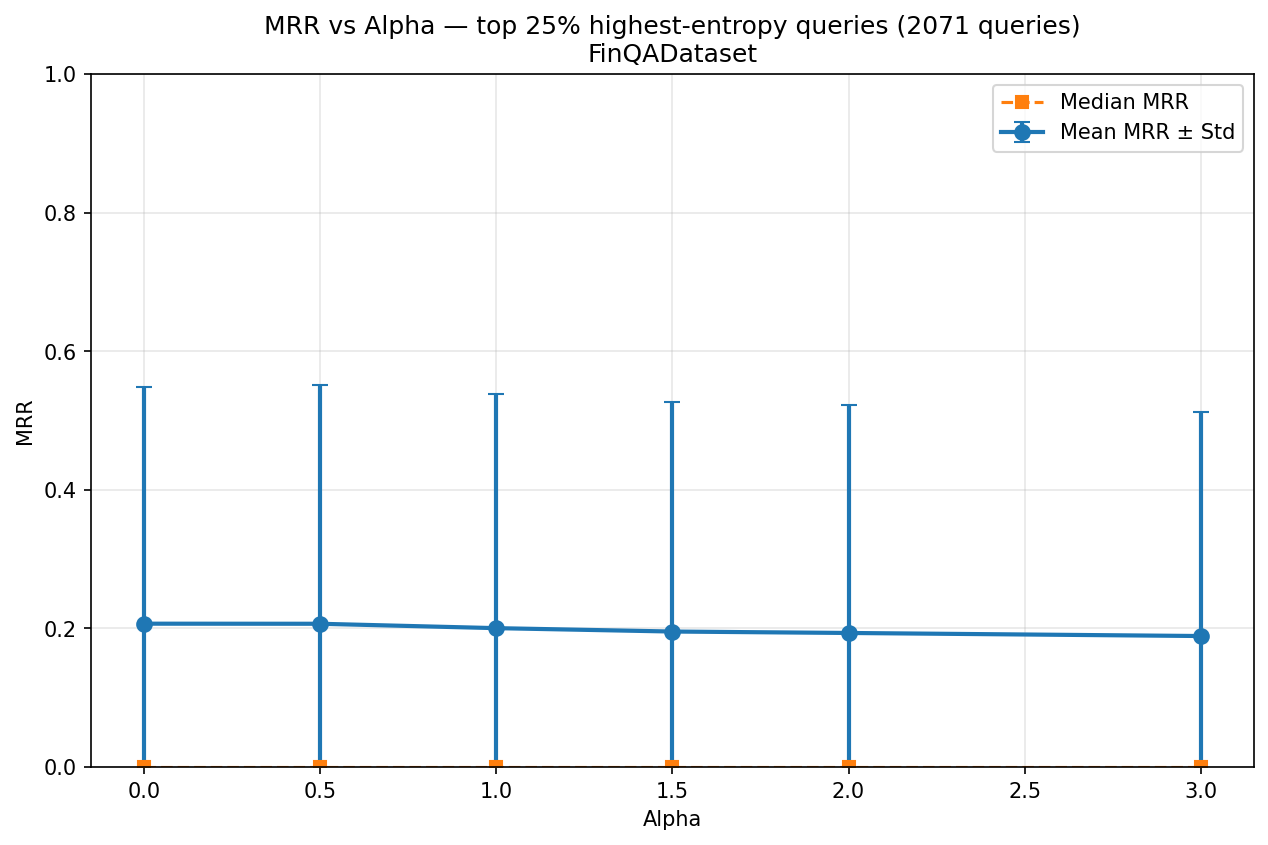 MRR vs Alpha — top 25% highest-entropy queries (2071 queries)
FinQADataset
Median MRR
Mean MRR ± Std
MRR
1.0
0.8
0.6
0.4
0.2
0.0
0.0 0.5 1.0 1.5 2.0 2.5 3.0
Alpha